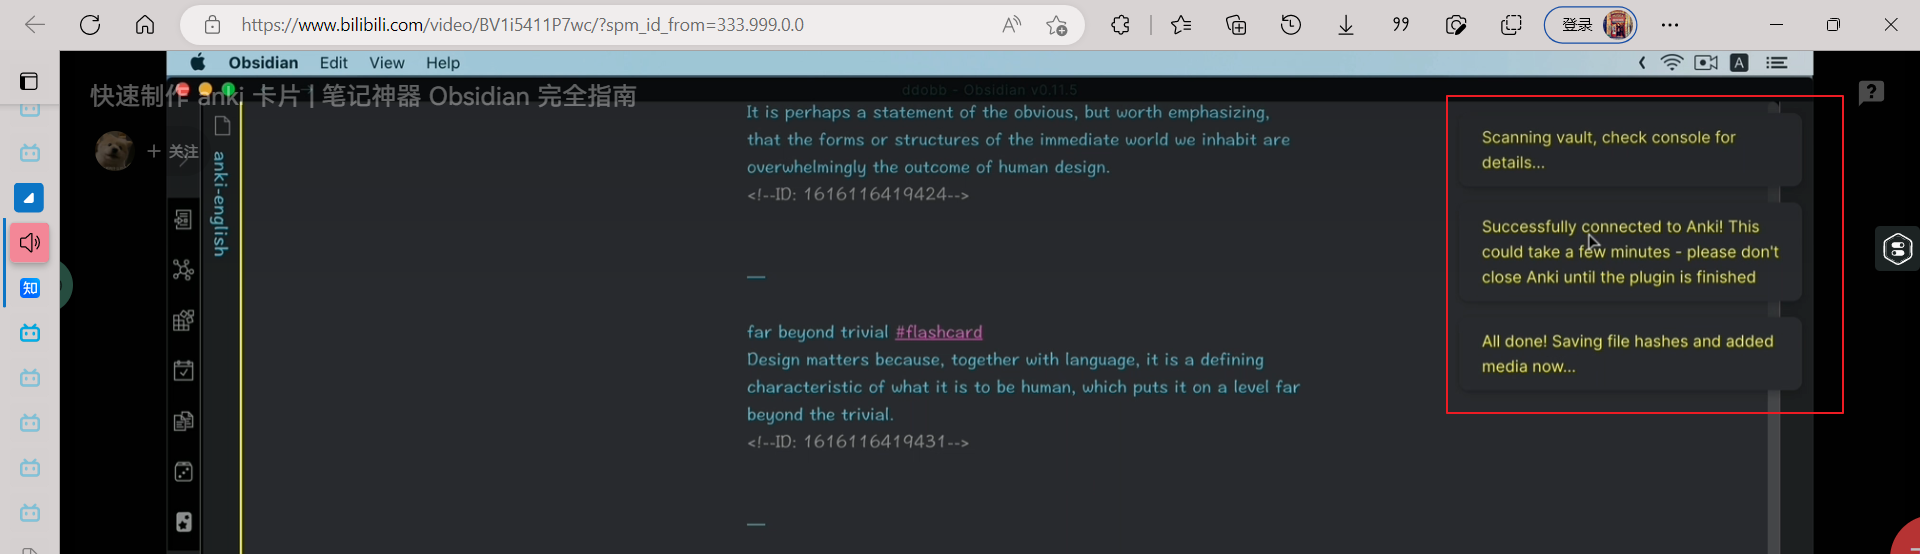 https://www.bilibili.com/video/BV1i5411P7wc/?spm_id_from=333.999.0.0
登录
Obsidian Edit View Help
A
快速制作 anki 卡片 | 笔记神器 Obsidian 完全指南
ddobb - Obsidian v0.11.5
+ 关注
anki-english
知
It is perhaps a statement of the obvious, but worth emphasizing,
that the forms or structures of the immediate world we inhabit are
overwhelmingly the outcome of human design.
<!--ID: 1616116419424-->
far beyond trivial #flashcard
Design matters because, together with language, it is a defining
characteristic of what it is to be human, which puts it on a level far
beyond the trivial.
<!--ID: 1616116419431-->
Scanning vault, check console for
details...
Successfully connected to Anki! This
could take a few minutes - please don't
close Anki until the plugin is finished
All done! Saving file hashes and added
media now...